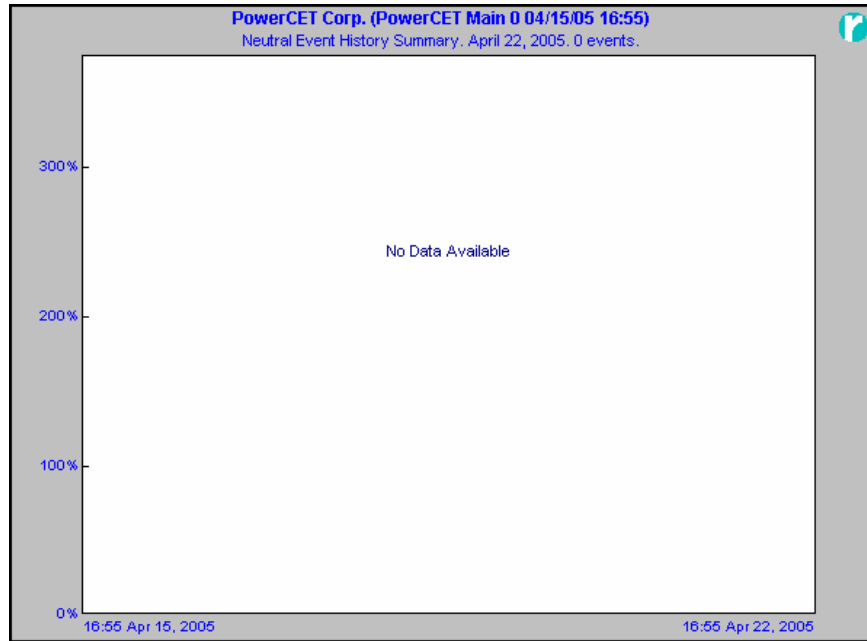 PowerCET Corp. (PowerCET Main 0 04/15/05 16:55)
Neutral Event History Summary. April 22, 2005. 0 events.
r
300%
No Data Available
200%
100%
0%
16:55 Apr 15, 2005 16:55 Apr 22, 2005